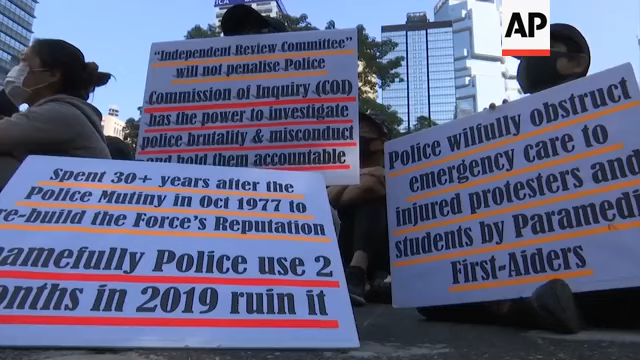 AP
"Independent Review Committee"
will not penalise Police
Commission of Inquiry (COI)
has the power to investigate
police brutality & misconduct
and hold them accountable
Police wilfully obstruct
emergency care to
injured protesters and
students by Paramedi
First-Aiders
Spent 30+ years after the
Police Mutiny in Oct 1977 to
re-build the Force's Reputation
namefully Police use 2
onths in 2019 ruin it